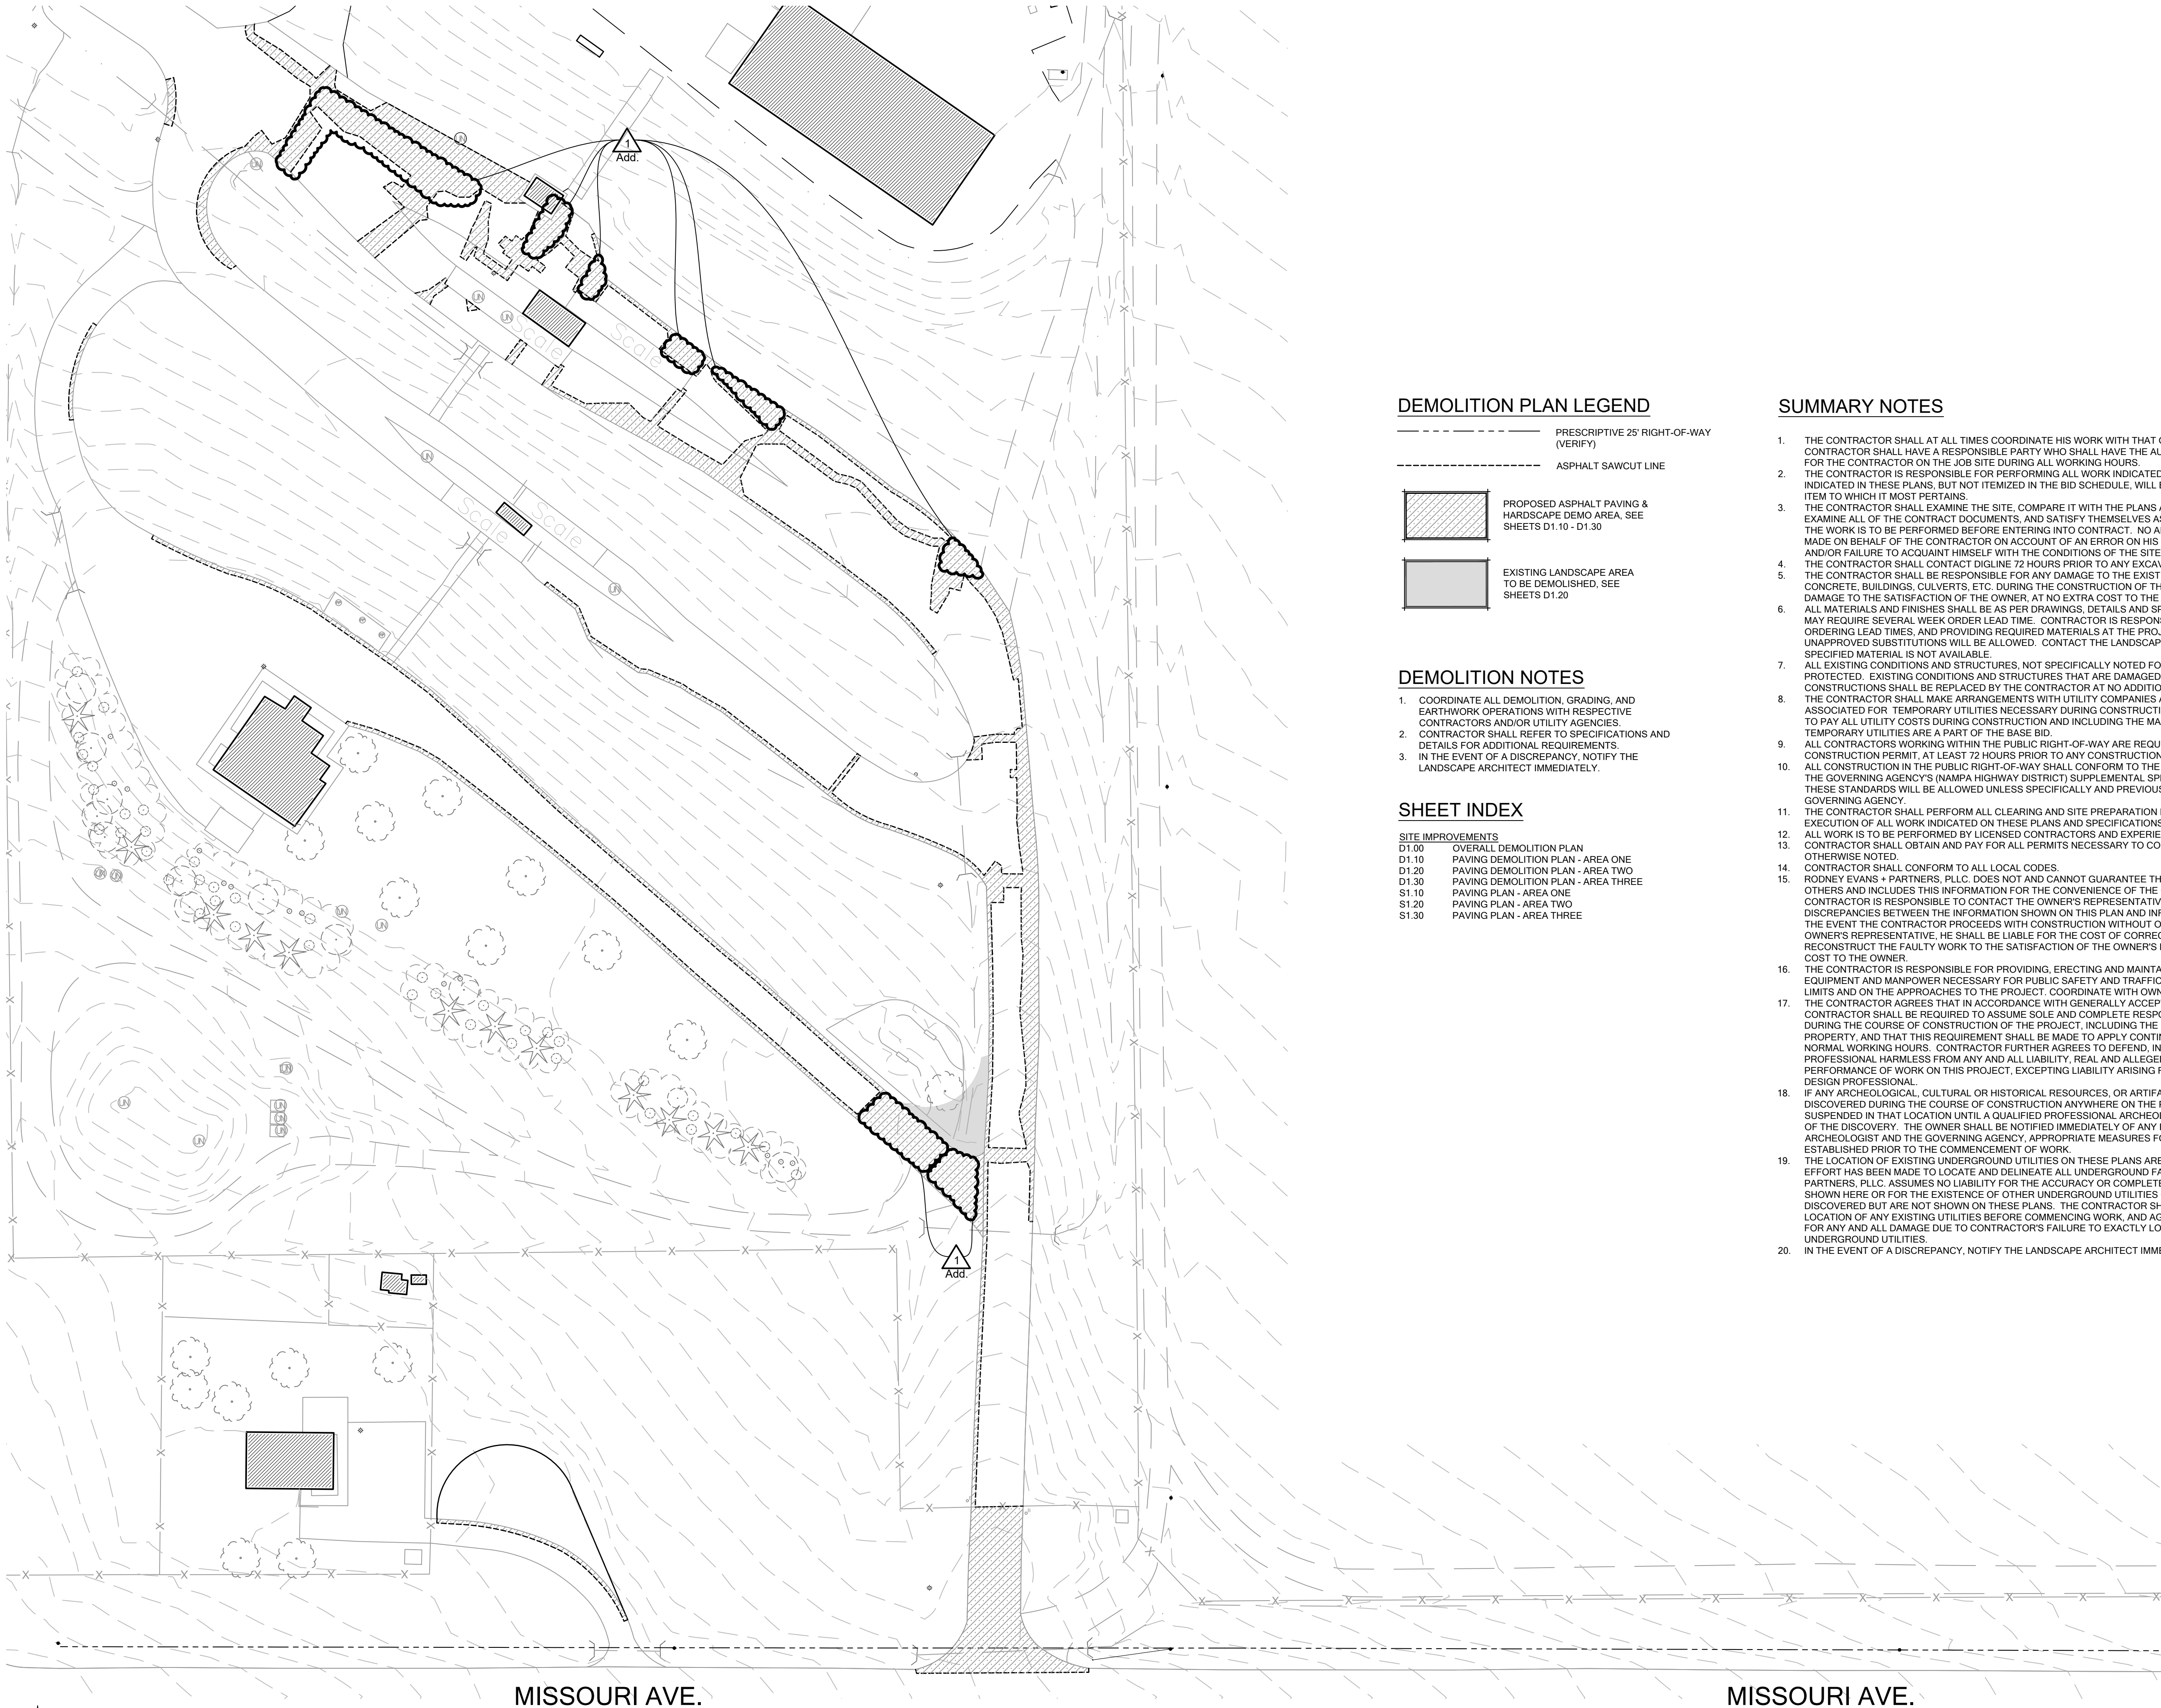 1
Add.
Scale
Scale
Scale
Scale
1
Add.
MISSOURI AVE.
MISSOURI AVE.
DEMOLITION PLAN LEGEND
PRESCRIPTIVE 25' RIGHT-OF-WAY
(VERIFY)
ASPHALT SAWCUT LINE
PROPOSED ASPHALT PAVING &
HARDSCAPE DEMO AREA, SEE
SHEETS D1.10 - D1.30
EXISTING LANDSCAPE AREA
TO BE DEMOLISHED, SEE
SHEETS D1.20
DEMOLITION NOTES
1. COORDINATE ALL DEMOLITION, GRADING, AND
EARTHWORK OPERATIONS WITH RESPECTIVE
CONTRACTORS AND/OR UTILITY AGENCIES.
2. CONTRACTOR SHALL REFER TO SPECIFICATIONS AND
DETAILS FOR ADDITIONAL REQUIREMENTS.
3. IN THE EVENT OF A DISCREPANCY, NOTIFY THE
LANDSCAPE ARCHITECT IMMEDIATELY.
SHEET INDEX
SITE IMPROVEMENTS
D1.00 OVERALL DEMOLITION PLAN
D1.10 PAVING DEMOLITION PLAN - AREA ONE
D1.20 PAVING DEMOLITION PLAN - AREA TWO
D1.30 PAVING DEMOLITION PLAN - AREA THREE
S1.10 PAVING PLAN - AREA ONE
S1.20 PAVING PLAN - AREA TWO
S1.30 PAVING PLAN - AREA THREE
SUMMARY NOTES
1. THE CONTRACTOR SHALL AT ALL TIMES COORDINATE HIS WORK WITH THAT
CONTRACTOR SHALL HAVE A RESPONSIBLE PARTY WHO SHALL HAVE THE
FOR THE CONTRACTOR ON THE JOB SITE DURING ALL WORKING HOURS.
2. THE CONTRACTOR IS RESPONSIBLE FOR PERFORMING ALL WORK INDICATED
INDICATED IN THESE PLANS, BUT NOT ITEMIZED IN THE BID SCHEDULE, WILL
ITEM TO WHICH IT MOST PERTAINS.
3. THE CONTRACTOR SHALL EXAMINE THE SITE, COMPARE IT WITH THE PLANS
EXAMINE ALL OF THE CONTRACT DOCUMENTS, AND SATISFY THEMSELVES
THE WORK IS TO BE PERFORMED BEFORE ENTERING INTO CONTRACT. NO
MADE ON BEHALF OF THE CONTRACTOR ON ACCOUNT OF AN ERROR ON HIS
AND/OR FAILURE TO ACQUAINT HIMSELF WITH THE CONDITIONS OF THE SITE
4. THE CONTRACTOR SHALL CONTACT DIGLINE 72 HOURS PRIOR TO ANY
5. THE CONTRACTOR SHALL BE RESPONSIBLE FOR ANY DAMAGE TO THE
CONCRETE, BUILDINGS, CULVERTS, ETC. DURING THE CONSTRUCTION OF
DAMAGE TO THE SATISFACTION OF THE OWNER, AT NO EXTRA COST TO THE
6. ALL MATERIALS AND FINISHES SHALL BE AS PER DRAWINGS, DETAILS AND
MAY REQUIRE SEVERAL WEEK ORDER LEAD TIME. CONTRACTOR IS
ORDERING LEAD TIMES, AND PROVIDING REQUIRED MATERIALS AT THE
UNAPPROVED SUBSTITUTIONS WILL BE ALLOWED. CONTACT THE
SPECIFIED MATERIAL IS NOT AVAILABLE.
7. ALL EXISTING CONDITIONS AND STRUCTURES, NOT SPECIFICALLY NOTED
PROTECTED. EXISTING CONDITIONS AND STRUCTURES THAT ARE DAMAGED
CONSTRUCTIONS SHALL BE REPLACED BY THE CONTRACTOR AT NO
8. THE CONTRACTOR SHALL MAKE ARRANGEMENTS WITH UTILITY COMPANIES
ASSOCIATED FOR TEMPORARY UTILITIES NECESSARY DURING
TO PAY ALL UTILITY COSTS DURING CONSTRUCTION AND INCLUDING THE
TEMPORARY UTILITIES ARE A PART OF THE BASE BID.
9. ALL CONTRACTORS WORKING WITHIN THE PUBLIC RIGHT-OF-WAY ARE
CONSTRUCTION PERMIT, AT LEAST 72 HOURS PRIOR TO ANY CONSTRUCTION
10. ALL CONSTRUCTION IN THE PUBLIC RIGHT-OF-WAY SHALL CONFORM TO THE
THE GOVERNING AGENCY'S (NAMPA HIGHWAY DISTRICT) SUPPLEMENTAL
THESE STANDARDS WILL BE ALLOWED UNLESS SPECIFICALLY AND
GOVERNING AGENCY.
11. THE CONTRACTOR SHALL PERFORM ALL CLEARING AND SITE PREPARATION
EXECUTION OF ALL WORK INDICATED ON THESE PLANS AND SPECIFICATIONS
12. ALL WORK IS TO BE PERFORMED BY LICENSED CONTRACTORS AND
13. CONTRACTOR SHALL OBTAIN AND PAY FOR ALL PERMITS NECESSARY TO
OTHERWISE NOTED.
14. CONTRACTOR SHALL CONFORM TO ALL LOCAL CODES.
15. RODNEY EVANS + PARTNERS, PLLC. DOES NOT AND CANNOT GUARANTEE
OTHERS AND INCLUDES THIS INFORMATION FOR THE CONVENIENCE OF THE
CONTRACTOR IS RESPONSIBLE TO CONTACT THE OWNER'S
DISCREPANCIES BETWEEN THE INFORMATION SHOWN ON THIS PLAN AND
THE EVENT THE CONTRACTOR PROCEEDS WITH CONSTRUCTION WITHOUT
OWNER'S REPRESENTATIVE, HE SHALL BE LIABLE FOR THE COST OF
RECONSTRUCT THE FAULTY WORK TO THE SATISFACTION OF THE OWNER'S
COST TO THE OWNER.
16. THE CONTRACTOR IS RESPONSIBLE FOR PROVIDING, ERECTING AND
EQUIPMENT AND MANPOWER NECESSARY FOR PUBLIC SAFETY AND
LIMITS AND ON THE APPROACHES TO THE PROJECT. COORDINATE WITH
17. THE CONTRACTOR AGREES THAT IN ACCORDANCE WITH GENERALLY
CONTRACTOR SHALL BE REQUIRED TO ASSUME SOLE AND COMPLETE
DURING THE COURSE OF CONSTRUCTION OF THE PROJECT, INCLUDING THE
PROPERTY, AND THAT THIS REQUIREMENT SHALL BE MADE TO APPLY
NORMAL WORKING HOURS. CONTRACTOR FURTHER AGREES TO DEFEND,
PROFESSIONAL HARMLESS FROM ANY AND ALL LIABILITY, REAL AND
PERFORMANCE OF WORK ON THIS PROJECT, EXCEPTING LIABILITY ARISING
DESIGN PROFESSIONAL.
18. IF ANY ARCHEOLOGICAL, CULTURAL OR HISTORICAL RESOURCES, OR
DISCOVERED DURING THE COURSE OF CONSTRUCTION ANYWHERE ON THE
SUSPENDED IN THAT LOCATION UNTIL A QUALIFIED PROFESSIONAL
OF THE DISCOVERY. THE OWNER SHALL BE NOTIFIED IMMEDIATELY OF ANY
ARCHEOLOGIST AND THE GOVERNING AGENCY, APPROPRIATE MEASURES
ESTABLISHED PRIOR TO THE COMMENCEMENT OF WORK.
19. THE LOCATION OF EXISTING UNDERGROUND UTILITIES ON THESE PLANS ARE
EFFORT HAS BEEN MADE TO LOCATE AND DELINEATE ALL UNDERGROUND
PARTNERS, PLLC. ASSUMES NO LIABILITY FOR THE ACCURACY OR
SHOWN HERE OR FOR THE EXISTENCE OF OTHER UNDERGROUND UTILITIES
DISCOVERED BUT ARE NOT SHOWN ON THESE PLANS. THE CONTRACTOR
LOCATION OF ANY EXISTING UTILITIES BEFORE COMMENCING WORK, AND
FOR ANY AND ALL DAMAGE DUE TO CONTRACTOR'S FAILURE TO EXACTLY
UNDERGROUND UTILITIES.
20. IN THE EVENT OF A DISCREPANCY, NOTIFY THE LANDSCAPE ARCHITECT